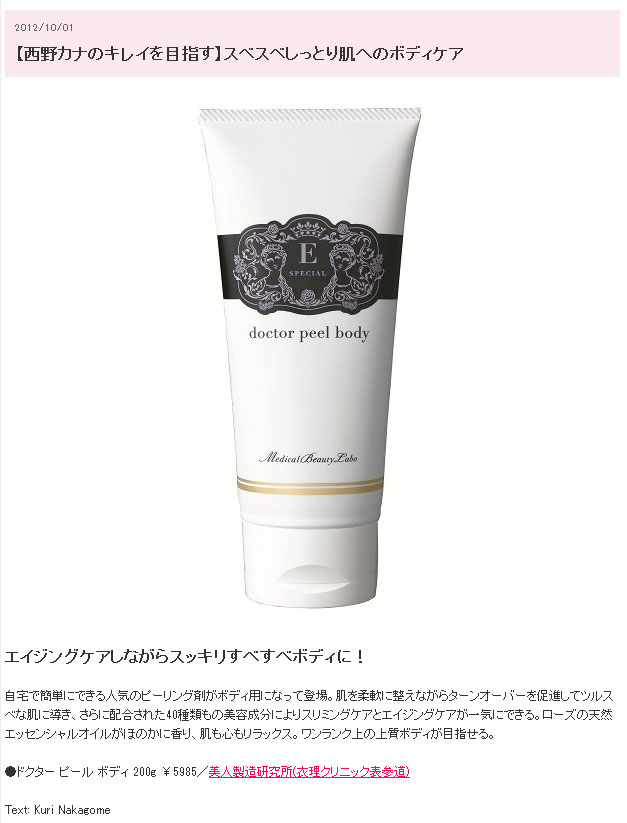 2012/10/01
【西野カナのキレイを目指す】スベスベしっとり肌へのボディケア
E
SPECIAL
doctor peel body
Medical Beauty Labo
エイジングケアしながらスッキリすべすべボディに！
自宅で簡単にできる人気のピーリング剤がボディ用になって登場。肌を柔軟に整えながらターンオーバーを促進してツルス
ベな肌に導き、さらに配合された40種類もの美容成分によりスリミングケアとエイジングケアが一気にできる。ローズの天然
エッセンシャルオイルがほのかに香り、肌も心もリラックス。ワンランク上の上質ボディが目指せる。
●ドクター ピール ボディ 200g ￥5985／美人製造研究所(衣理クリニック表参道)
Text: Kuri Nakagome